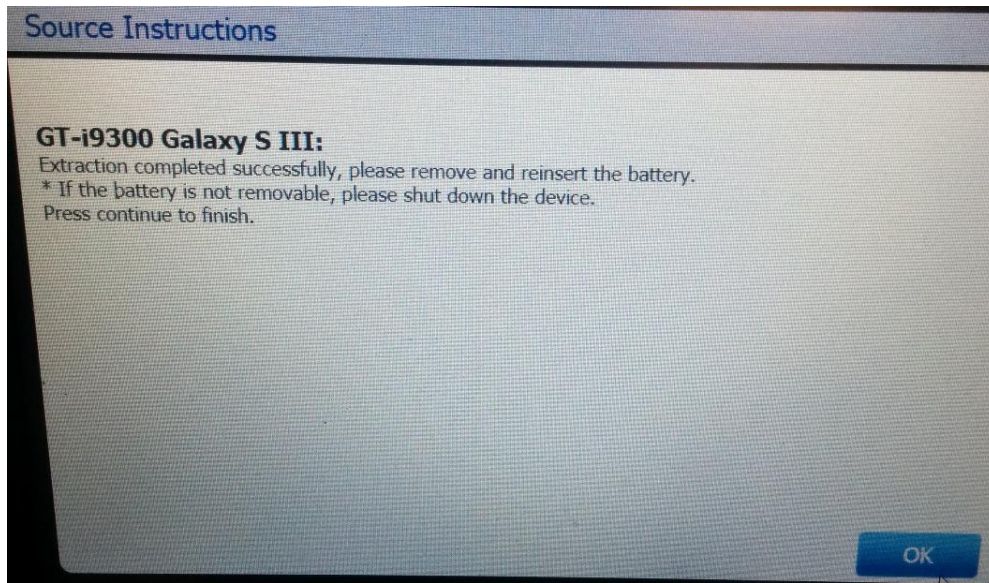 Source Instructions
GT-i9300 Galaxy S III:
Extraction completed successfully, please remove and reinsert the battery.
* If the battery is not removable, please shut down the device.
Press continue to finish.
OK